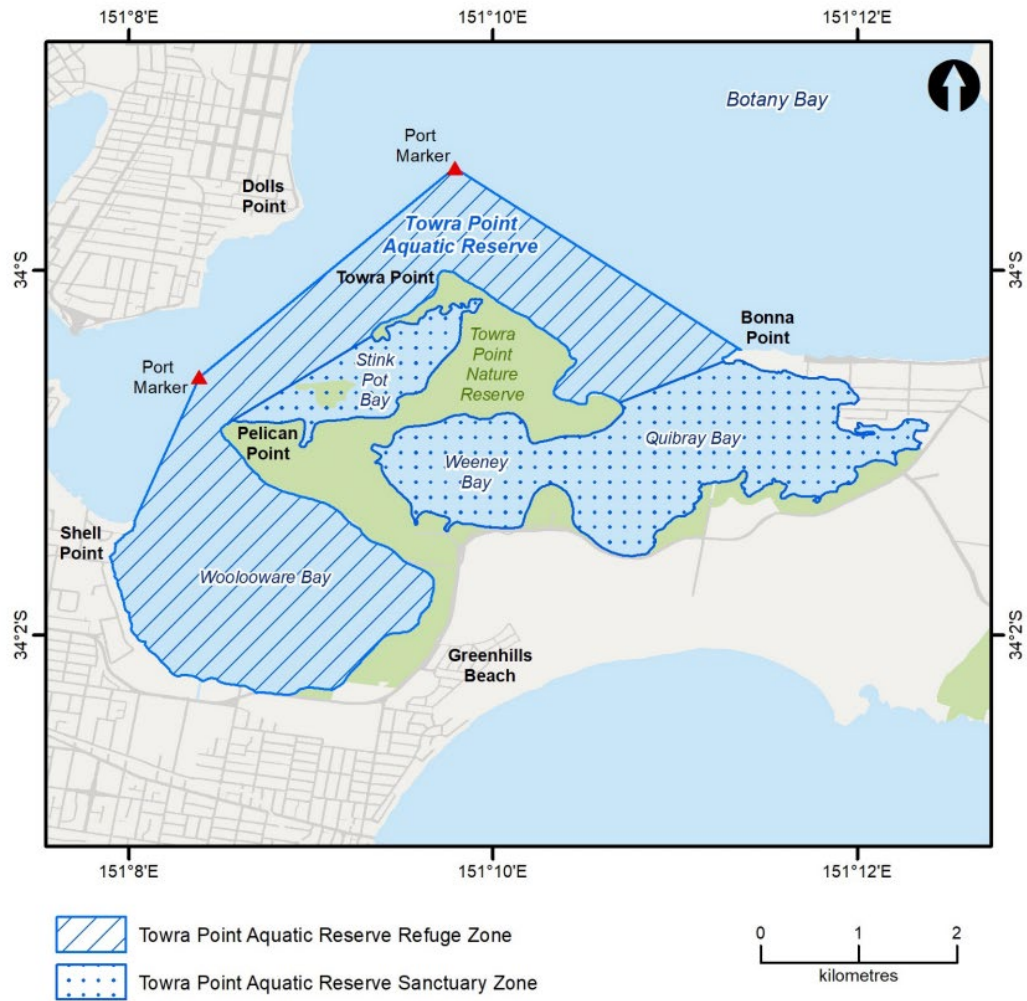 151°8'E
151°10'E
151°12'E
Botany Bay
Port
Marker
Dolls
Point
Towra Point
Aquatic Reserve
34°S
34°S
Towra Point
Bonna
Point
Towra
Point
Nature
Reserve
Stink
Pot
Bay
Port
Marker
Pelican
Point
Quibray Bay
Weeney
Bay
Shell
Point
Woolooware Bay
34°2'S
34°2'S
Greenhills
Beach
151°8'E
151°10'E
151°12'E
Towra Point Aquatic Reserve Refuge Zone
Towra Point Aquatic Reserve Sanctuary Zone
0 1 2
kilometres